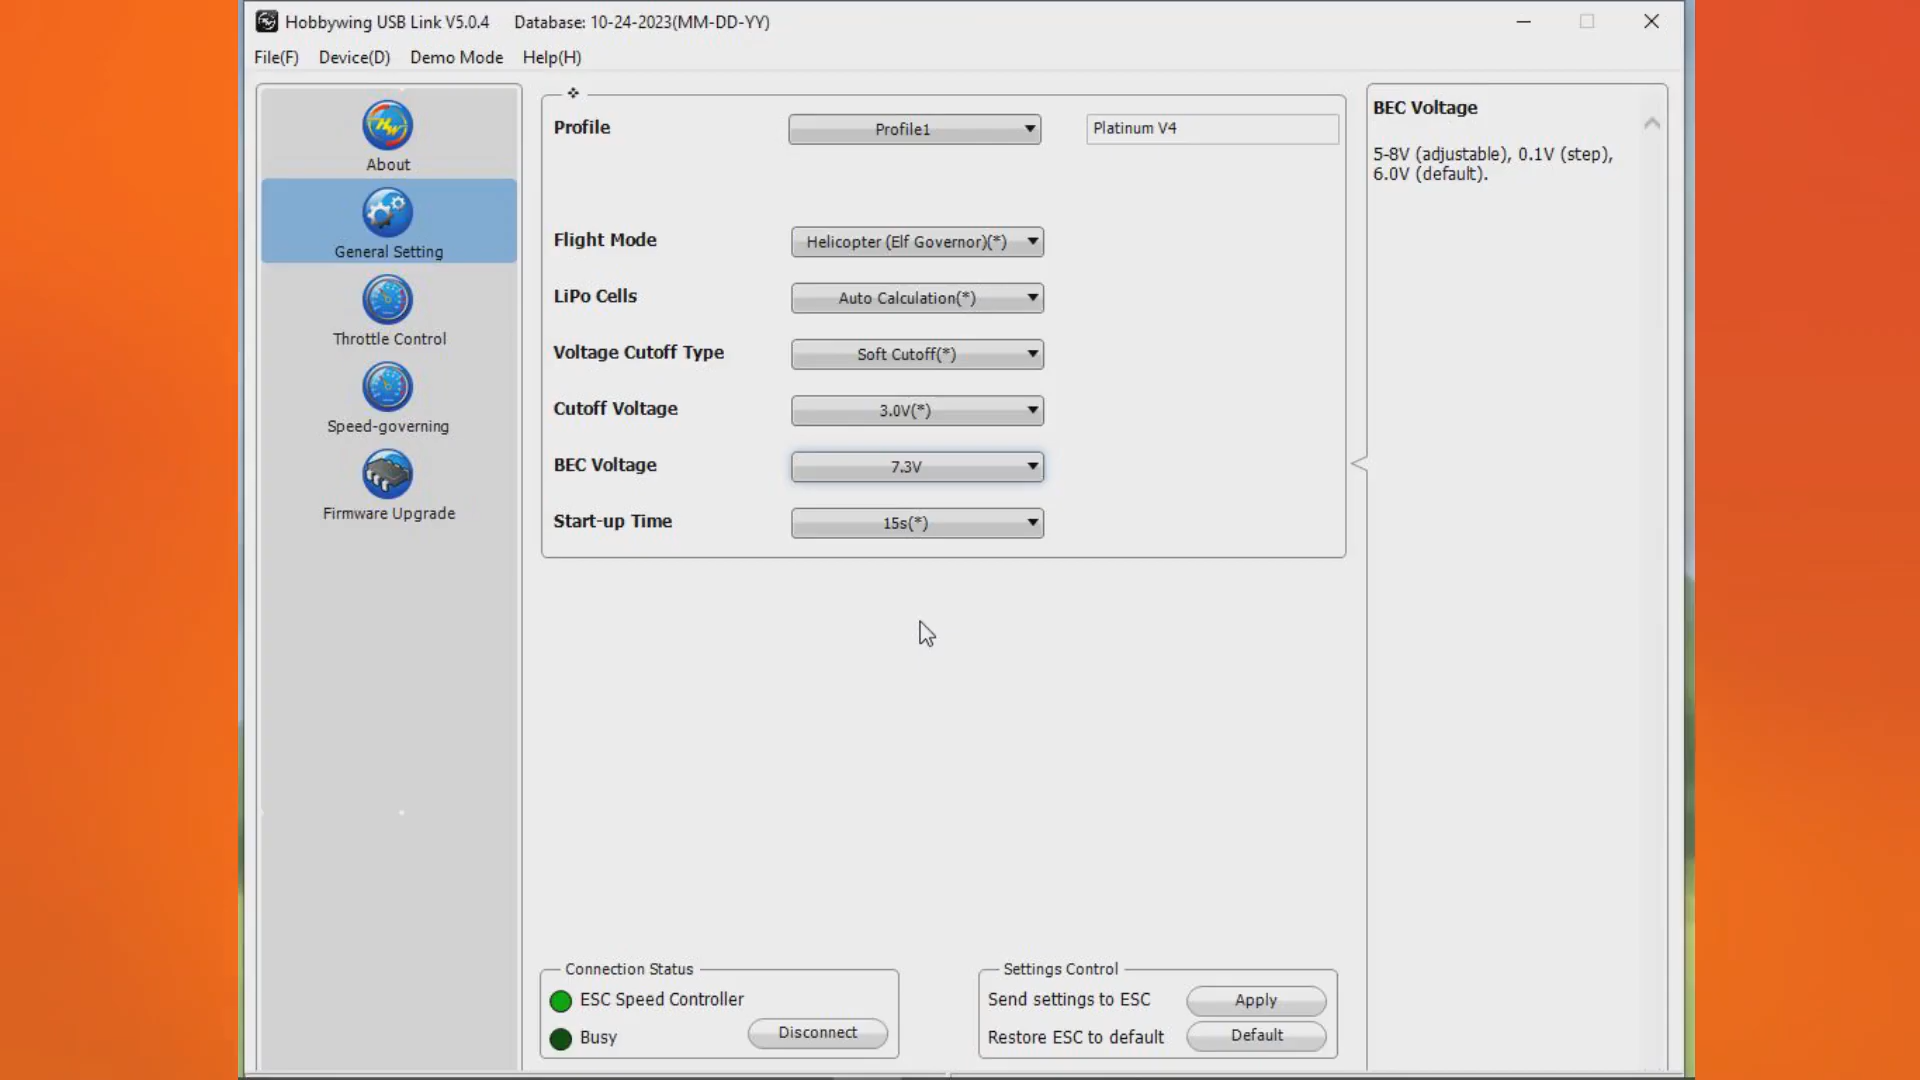 Hobbywing USB Link V5.0.4 Database: 10-24-2023(MM-DD-YY)
File(F) Device(D) Demo Mode Help(H)
About
General Setting
Throttle Control
Speed-governing
Firmware Upgrade
Profile Profile1 Platinum V4
Flight Mode Helicopter (Elf Governor)(*)
LiPo Cells Auto Calculation(*)
Voltage Cutoff Type Soft Cutoff(*)
Cutoff Voltage 3.0V(*)
BEC Voltage 7.3V
Start-up Time 15s(*)
BEC Voltage
5-8V (adjustable), 0.1V (step),
6.0V (default).
Connection Status
ESC Speed Controller
Busy Disconnect
Settings Control
Send settings to ESC Apply
Restore ESC to default Default